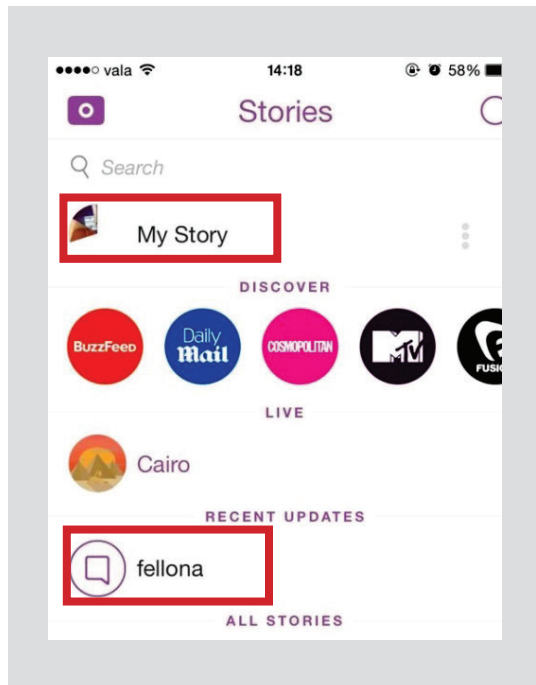 vala 14:18 58%
Stories
Search
My Story
DISCOVER
BuzzFeed
Daily
Mail
COSMOPOLITAN
MTV
LIVE
Cairo
RECENT UPDATES
fellona
ALL STORIES